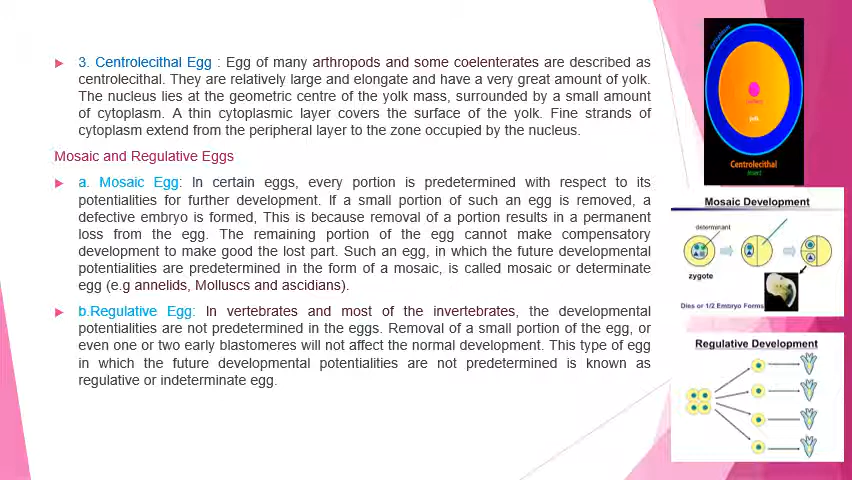 3. Centrolecithal Egg : Egg of many arthropods and some coelenterates are described as
centrolecithal. They are relatively large and elongate and have a very great amount of yolk.
The nucleus lies at the geometric centre of the yolk mass, surrounded by a small amount
of cytoplasm. A thin cytoplasmic layer covers the surface of the yolk. Fine strands of
cytoplasm extend from the peripheral layer to the zone occupied by the nucleus.
Mosaic and Regulative Eggs
a. Mosaic Egg: In certain eggs, every portion is predetermined with respect to its
potentialities for further development. If a small portion of such an egg is removed, a
defective embryo is formed, This is because removal of a portion results in a permanent
loss from the egg. The remaining portion of the egg cannot make compensatory
development to make good the lost part. Such an egg, in which the future developmental
potentialities are predetermined in the form of a mosaic, is called mosaic or determinate
egg (e.g annelids, Molluscs and ascidians).
b.Regulative Egg: In vertebrates and most of the invertebrates, the developmental
potentialities are not predetermined in the eggs. Removal of a small portion of the egg, or
even one or two early blastomeres will not affect the normal development. This type of egg
in which the future developmental potentialities are not predetermined is known as
regulative or indeterminate egg.
cytoplasm
yolk
Centrolecithal
Insect
Mosaic Development
determinant
zygote
Dies or 1/2 Embryo Forms
Regulative Development